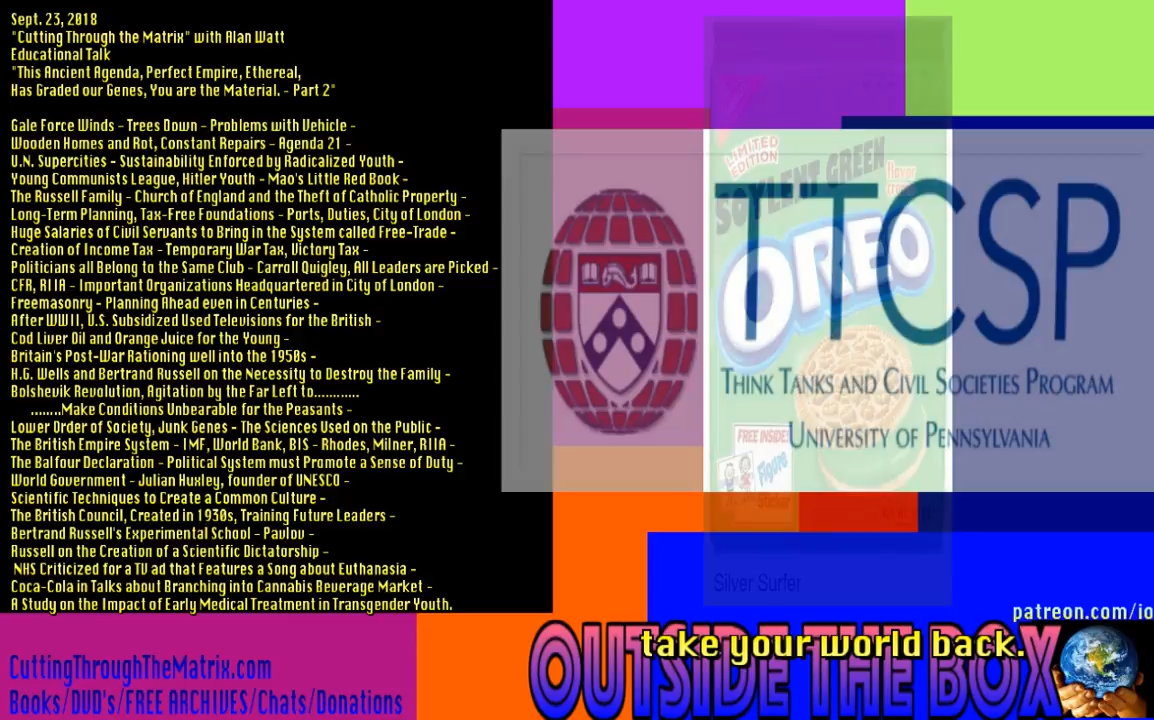 Sept. 23, 2018
"Cutting Through the Matrix" with Alan Watt
Educational Talk
"This Ancient Agenda, Perfect Empire, Ethereal,
Has Graded our Genes, You are the Material. - Part 2"
Gale Force Winds - Trees Down - Problems with Vehicle -
Wooden Homes and Rot, Constant Repairs - Agenda 21 -
U.N. Supercities - Sustainability Enforced by Radicalized Youth -
Young Communists League, Hitler Youth - Mao's Little Red Book -
The Russell Family - Church of England and the Theft of Catholic Property -
Long-Term Planning, Tax-Free Foundations - Ports, Duties, City of London -
Huge Salaries of Civil Servants to Bring in the System called Free-Trade -
Creation of Income Tax - Temporary War Tax, Victory Tax -
Politicians all Belong to the Same Club - Carroll Quigley, All Leaders are Picked -
CFR, RIIA - Important Organizations Headquartered in City of London -
Freemasonry - Planning Ahead even in Centuries -
After WWII, U.S. Subsidized Used Televisions for the British -
Cod Liver Oil and Orange Juice for the Young -
Britain's Post-War Rationing well into the 1950s -
H.G. Wells and Bertrand Russell on the Necessity to Destroy the Family -
Bolshevik Revolution, Agitation by the Far Left to............
........Make Conditions Unbearable for the Peasants -
Lower Order of Society, Junk Genes - The Sciences Used on the Public -
The British Empire System - IMF, World Bank, BIS - Rhodes, Milner, RIIA -
The Balfour Declaration - Political System must Promote a Sense of Duty -
World Government - Julian Huxley, founder of UNESCO -
Scientific Techniques to Create a Common Culture -
The British Council, Created in 1930s, Training Future Leaders -
Bertrand Russell's Experimental School - Pavlov -
Russell on the Creation of a Scientific Dictatorship -
NHS Criticized for a TV ad that Features a Song about Euthanasia -
Coca-Cola in Talks about Branching into Cannabis Beverage Market -
A Study on the Impact of Early Medical Treatment in Transgender Youth.
CuttingThroughTheMatrix.com
Books/DVD's/FREE ARCHIVES/Chats/Donations
LIMITED
EDITION
SOYLENT GREEN
OREO
FREE INSIDE!
TTCSP
THINK TANKS AND CIVIL SOCIETIES PROGRAM
UNIVERSITY OF PENNSYLVANIA
Silver Surfer
patreon.com/io
OUTSIDE THE BOX
take your world back.